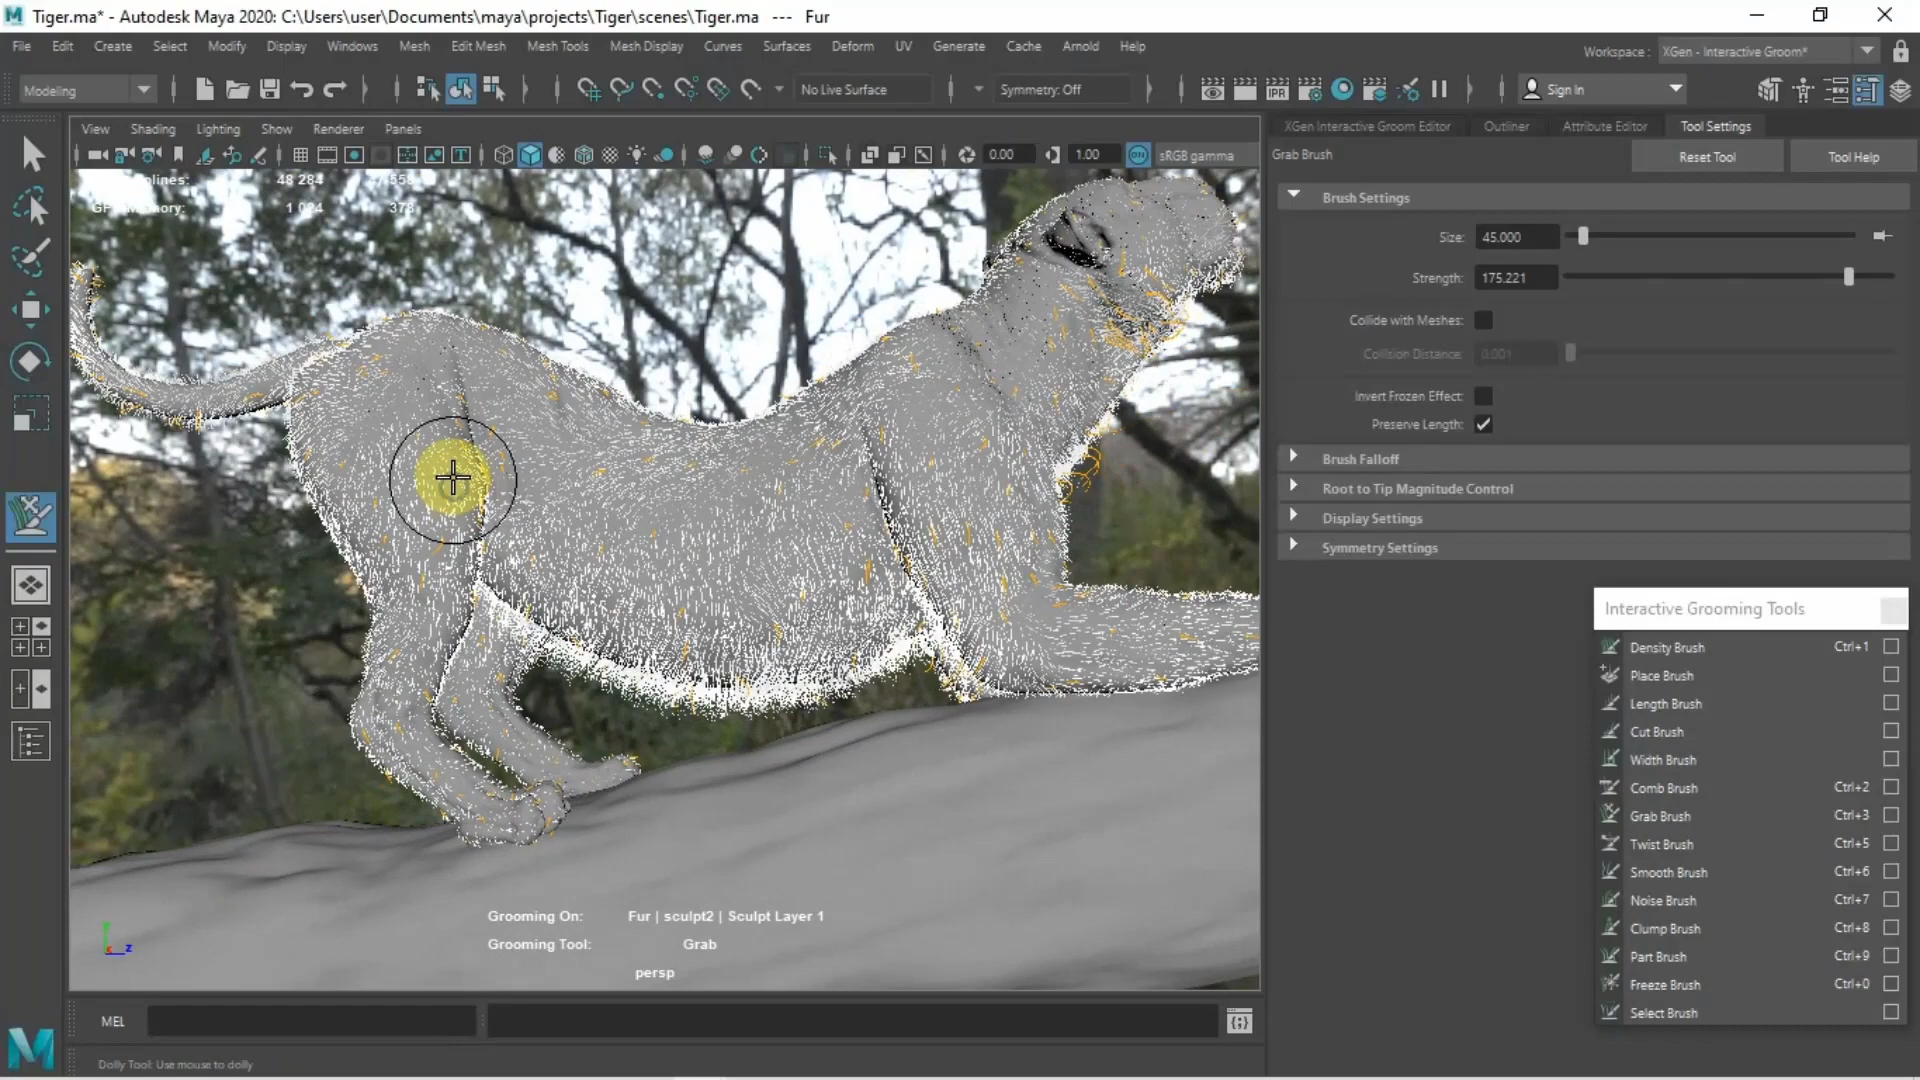 Tiger.ma* - Autodesk Maya 2020: C:\Users\user\Documents\maya\projects\Tiger\scenes\Tiger.ma --- Fur
File Edit Create Select Modify Display Windows Mesh Edit Mesh Mesh Tools Mesh Display Curves Surfaces Deform UV Generate Cache Arnold Help
Workspace: XGen - Interactive Groom*
Modeling
No Live Surface
Symmetry: Off
IPR
Sign In
View Shading Lighting Show Renderer Panels
0.00
1.00
ON
sRGB gamma
48 284
1 024 378
XGen Interactive Groom Editor Outliner Attribute Editor Tool Settings
Grab Brush
Reset Tool
Tool Help
Brush Settings
Size: 45.000
Strength: 175.221
Collide with Meshes:
Collision Distance: 0.001
Invert Frozen Effect:
Preserve Length:
Brush Falloff
Root to Tip Magnitude Control
Display Settings
Symmetry Settings
Interactive Grooming Tools
Density Brush Ctrl+1
Place Brush
Length Brush
Cut Brush
Width Brush
Comb Brush Ctrl+2
Grab Brush Ctrl+3
Twist Brush Ctrl+5
Smooth Brush Ctrl+6
Noise Brush Ctrl+7
Clump Brush Ctrl+8
Part Brush Ctrl+9
Freeze Brush Ctrl+0
Select Brush
Grooming On: Fur | sculpt2 | Sculpt Layer 1
Grooming Tool: Grab
persp
z
MEL
Dolly Tool: Use mouse to dolly